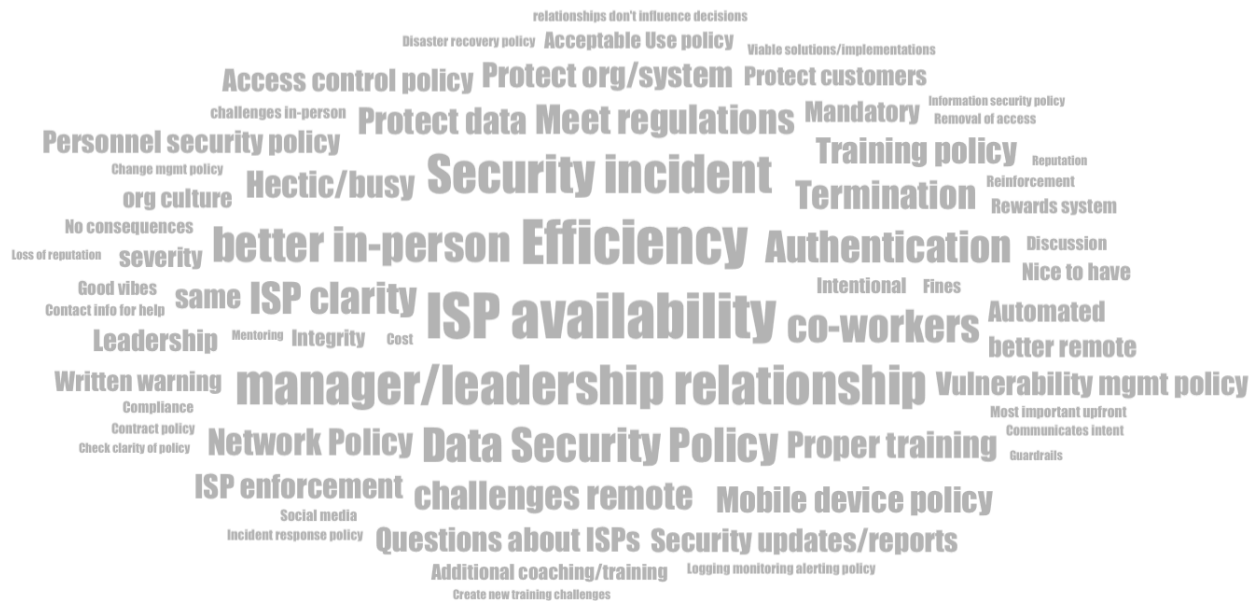 relationships don't influence decisions
Disaster recovery policy
Acceptable Use policy
Viable solutions/implementations
Access control policy
Protect org/system
Protect customers
challenges in-person
Protect data
Meet regulations
Mandatory
Information security policy
Removal of access
Personnel security policy
Training policy
Reputation
Change mgmt policy
Hectic/busy
Security incident
Termination
Reinforcement
org culture
Rewards system
No consequences
better in-person
Efficiency
Authentication
Discussion
Loss of reputation
severity
Nice to have
Good vibes
same
ISP clarity
Intentional
Fines
Contact info for help
ISP availability
co-workers
Automated
Leadership
Mentoring
Integrity
Cost
better remote
Written warning
manager/leadership relationship
Vulnerability mgmt policy
Compliance
Most important upfront
Contract policy
Communicates intent
Check clarity of policy
Network Policy
Data Security Policy
Proper training
Guardrails
ISP enforcement
challenges remote
Mobile device policy
Social media
Incident response policy
Questions about ISPs
Security updates/reports
Additional coaching/training
Logging monitoring alerting policy
Create new training challenges